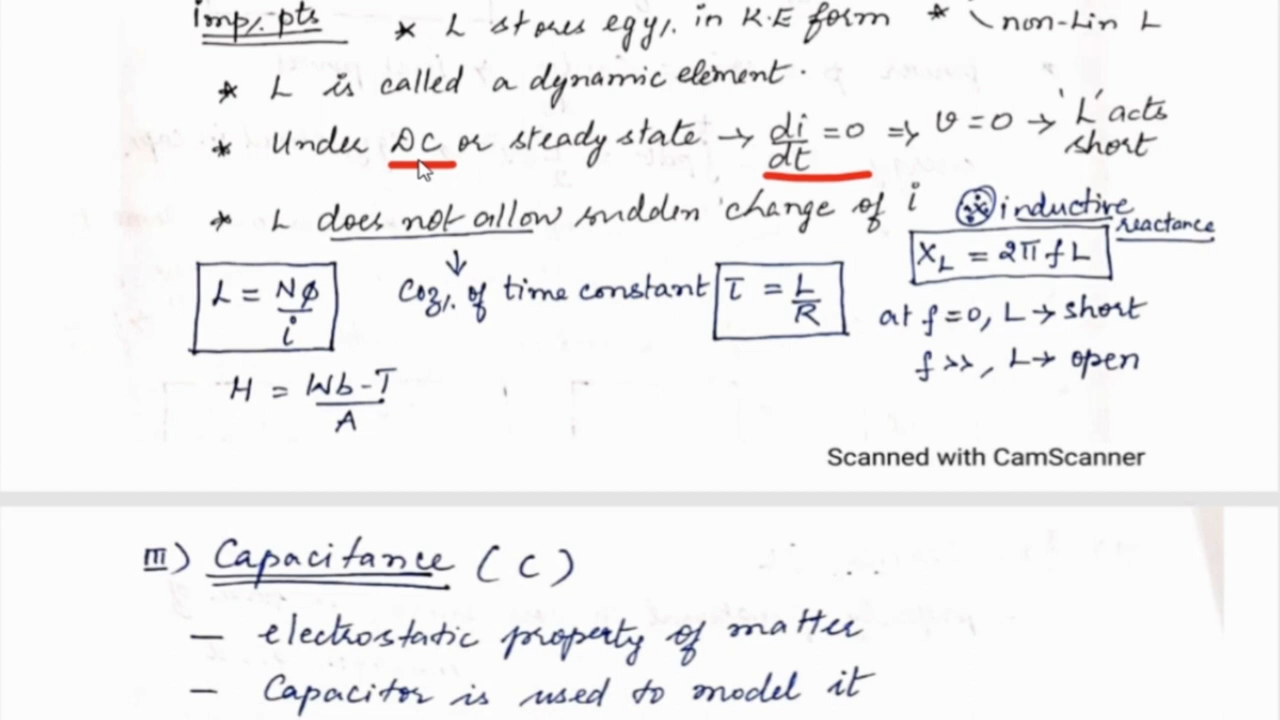 imp. pts * L stores egy. in K.E form * non-Lin L
* L is called a dynamic element.
* Under DC or steady state → di/dt = 0 ⇒ v = 0 → 'L' acts short
* L does not allow sudden change of i
inductive reactance
L = Nφ/i
Coz. of time constant τ = L/R
X_L = 2πfL
at f=0, L → short
f >>, L → open
H = Wb-T/A
Scanned with CamScanner
III) Capacitance (C)
— electrostatic property of matter
— Capacitor is used to model it